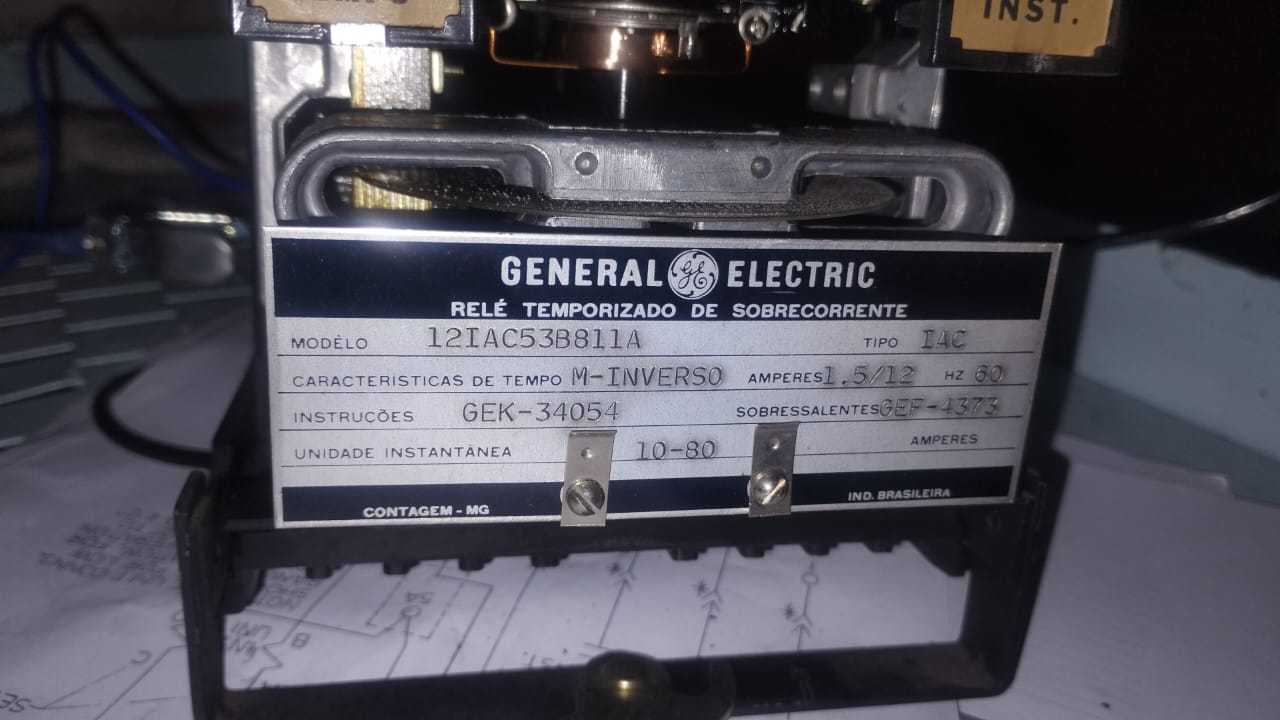 INST.
GENERAL GE ELECTRIC
RELÉ TEMPORIZADO DE SOBRECORRENTE
MODÊLO 12IAC53B811A TIPO IAC
CARACTERISTICAS DE TEMPO M-INVERSO AMPERES 1.5/12 HZ 60
INSTRUÇÕES GEK-34054 SOBRESSALENTES GEF-4373
UNIDADE INSTANTÂNEA 10-80 AMPERES
CONTAGEM - MG IND. BRASILEIRA
B
C